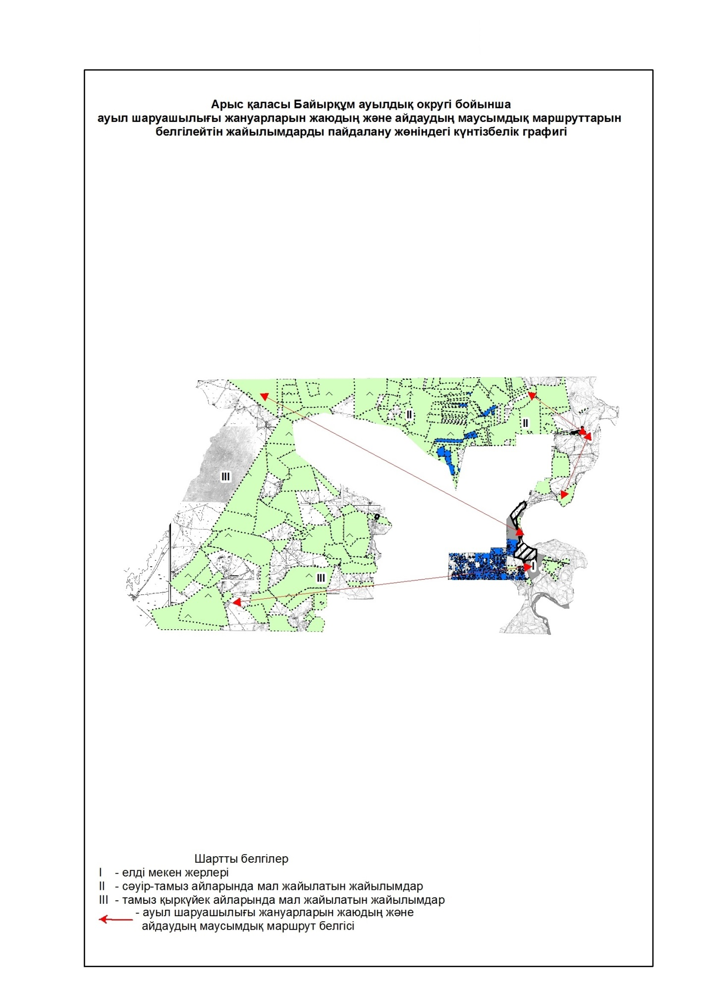 Арыс қаласы Байырқұм ауылдық округі бойынша
ауыл шаруашылығы жануарларын жаюдың және айдаудың маусымдық маршруттарын
белгілейтін жайылымдарды пайдалану жөніндегі күнтізбелік графигі
II
II
III
I
III
Шартты белгілер
I - елді мекен жерлері
II - сәуір-тамыз айларында мал жайылатын жайылымдар
III - тамыз қыркүйек айларында мал жайылатын жайылымдар
- ауыл шаруашылығы жануарларын жаюдың және
айдаудың маусымдық маршрут белгісі